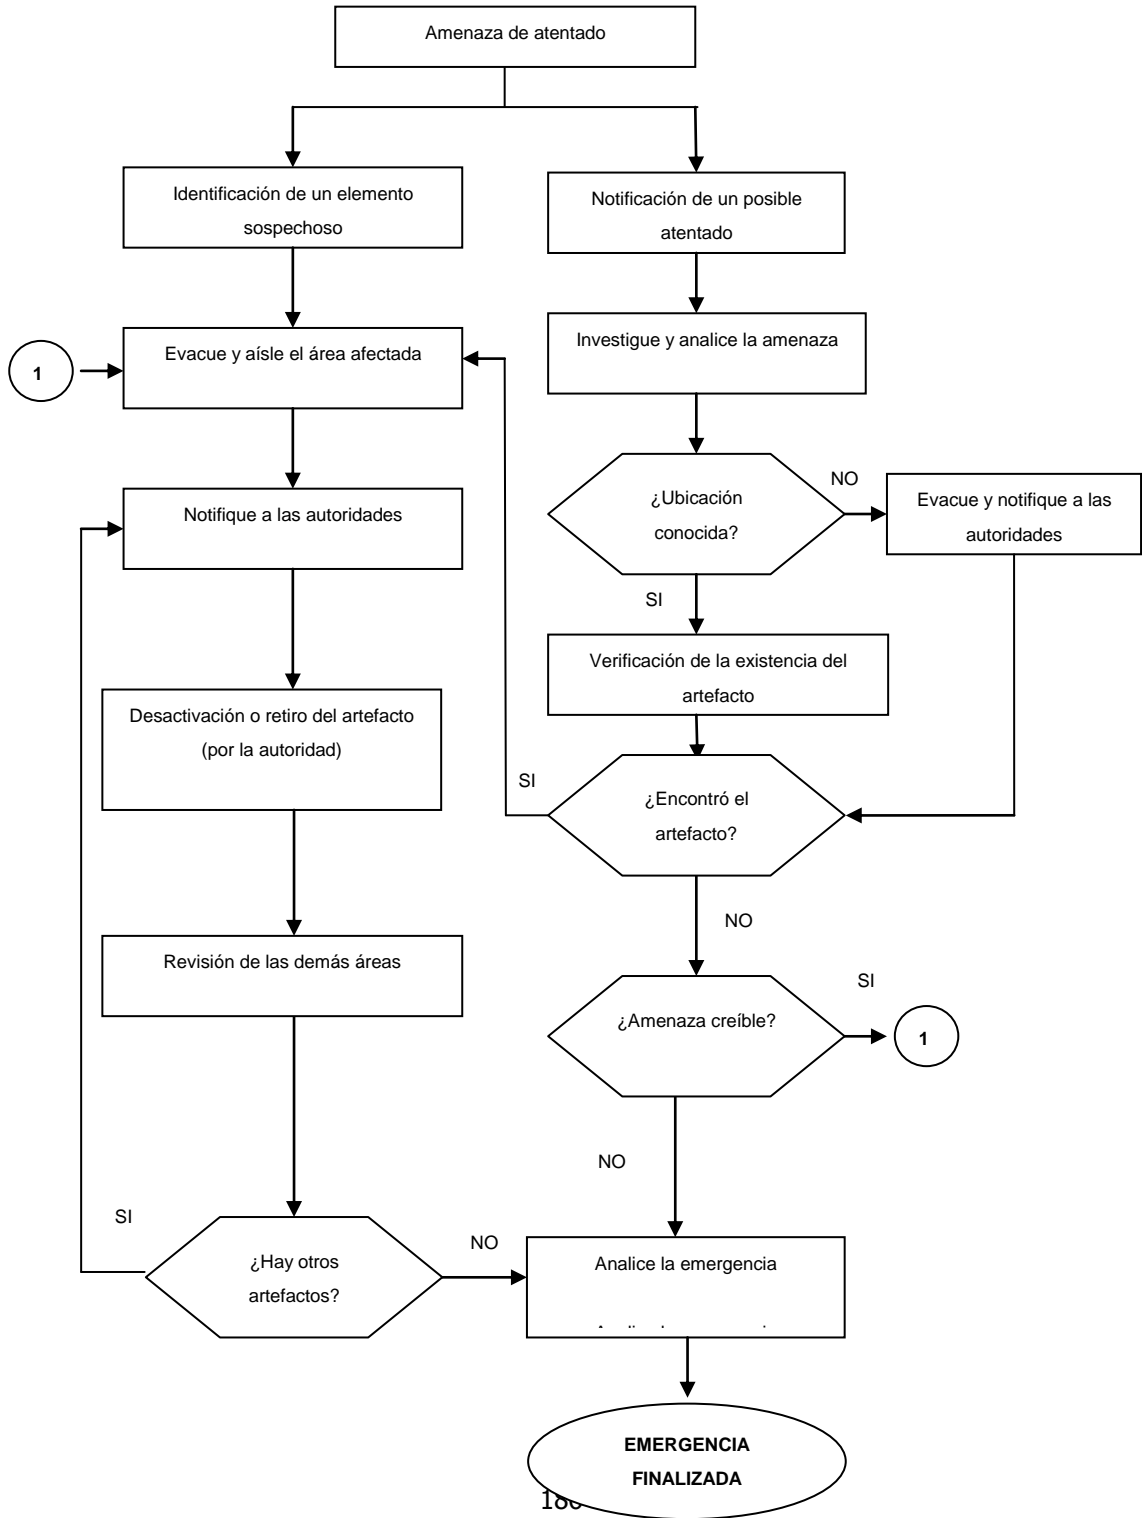 Amenaza de atentado
Identificación de un elemento
sospechoso
Notificación de un posible
atentado
Evacue y aísle el área afectada
Investigue y analice la amenaza
1
Notifique a las autoridades
¿Ubicación
conocida?
NO
Evacue y notifique a las
autoridades
SI
Verificación de la existencia del
artefacto
Desactivación o retiro del artefacto
(por la autoridad)
SI
¿Encontró el
artefacto?
NO
Revisión de las demás áreas
¿Amenaza creíble?
SI
1
NO
SI
¿Hay otros
artefactos?
NO
Analice la emergencia
EMERGENCIA
FINALIZADA